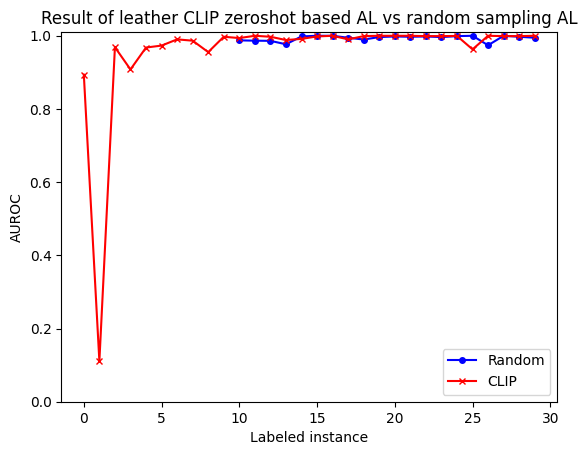 Result of leather CLIP zeroshot based AL vs random sampling AL
1.0
0.8
0.6
0.4
0.2
0.0
AUROC
0 5 10 15 20 25 30
Labeled instance
Random
CLIP